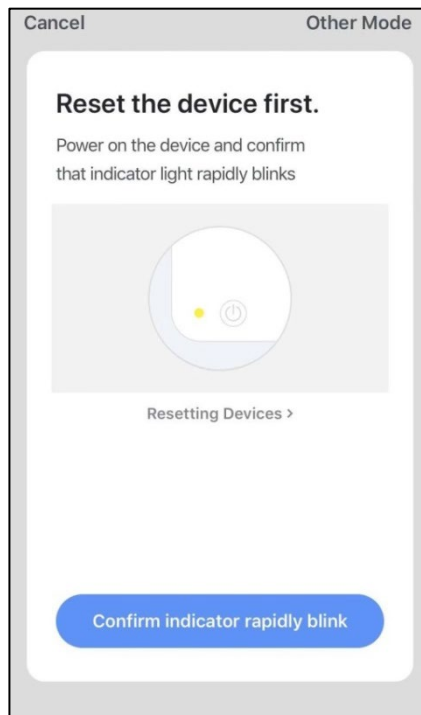 Cancel
Other Mode
Reset the device first.
Power on the device and confirm
that indicator light rapidly blinks
Resetting Devices >
Confirm indicator rapidly blink